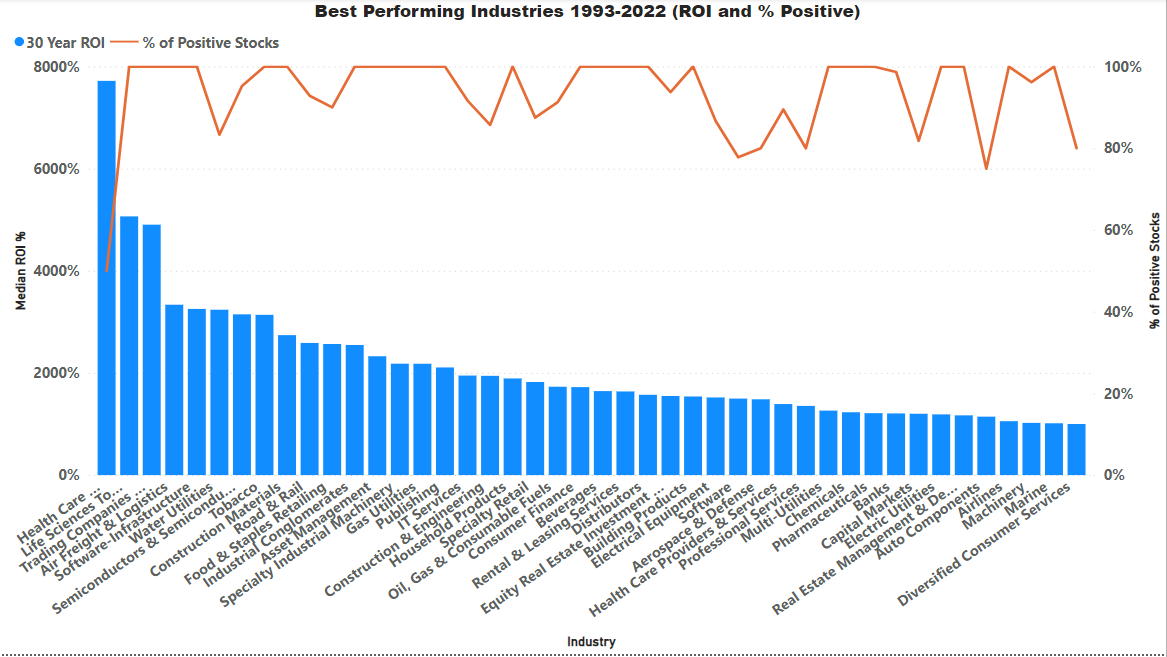 Best Performing Industries 1993-2022 (ROI and % Positive)
30 Year ROI
% of Positive Stocks
8000%
6000%
4000%
2000%
0%
Median ROI %
100%
80%
60%
40%
20%
0%
% of Positive Stocks
Health Care ...
Life Sciences To...
Trading Companies ...
Air Freight & Logistics
Software-Infrastructure
Water Utilities
Semiconductors & Semicondu...
Tobacco
Construction Materials
Road & Rail
Food & Staples Retailing
Industrial Conglomerates
Asset Management
Specialty Industrial Machinery
Gas Utilities
Publishing
IT Services
Construction & Engineering
Household Products
Specialty Retail
Oil, Gas & Consumable Fuels
Consumer Finance
Beverages
Rental & Leasing Services
Distributors
Equity Real Estate Investment ...
Building Products
Electrical Equipment
Software
Aerospace & Defense
Health Care Providers & Services
Professional Services
Multi-Utilities
Chemicals
Pharmaceuticals
Banks
Capital Markets
Electric Utilities
Real Estate Management & De...
Auto Components
Airlines
Machinery
Marine
Diversified Consumer Services
Industry